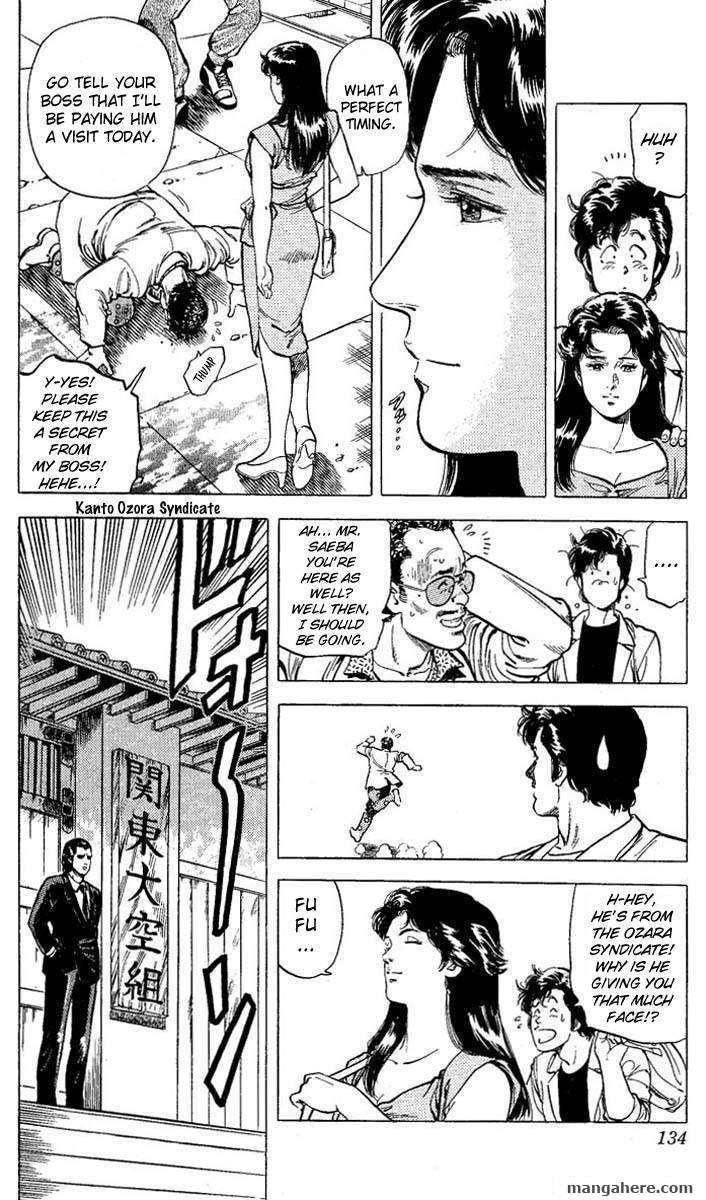 HUH
?
WHAT A
PERFECT
TIMING.
GO TELL YOUR
BOSS THAT I'LL
BE PAYING HIM
A VISIT TODAY.
THUMP
Y-YES!
PLEASE
KEEP THIS
A SECRET
FROM
MY BOSS!
HEHE...!
....
AH... MR.
SAEBA
YOU'RE
HERE AS
WELL?
WELL THEN,
I SHOULD
BE GOING.
H-HEY,
HE'S FROM
THE OZARA
SYNDICATE!
WHY IS HE
GIVING YOU
THAT MUCH
FACE!?
FU
FU
...
Kanto Ozora Syndicate
関東大空組
134
mangahere.com